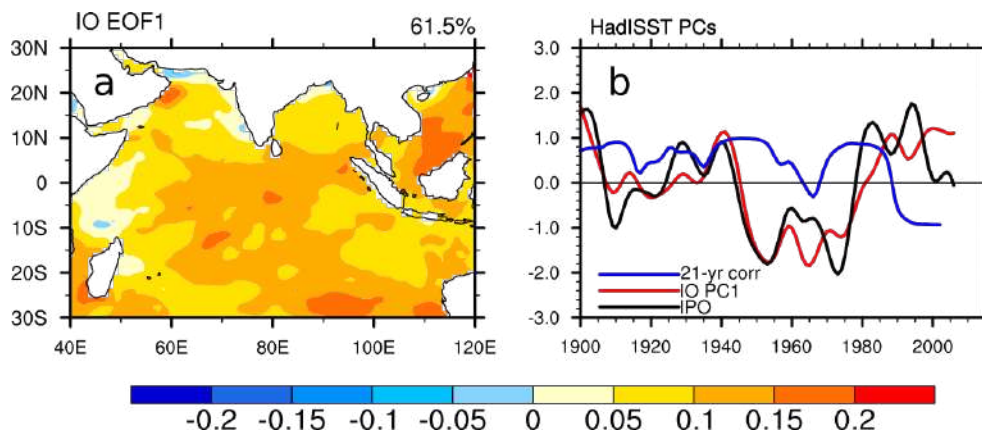 IO EOF1 61.5%
30N
20N
10N
0
10S
20S
30S
a
40E 60E 80E 100E 120E
HadISST PCs
3.0
2.0
1.0
0.0
-1.0
-2.0
-3.0
b
21-yr corr
IO PC1
IPO
1900 1920 1940 1960 1980 2000
-0.2 -0.15 -0.1 -0.05 0 0.05 0.1 0.15 0.2